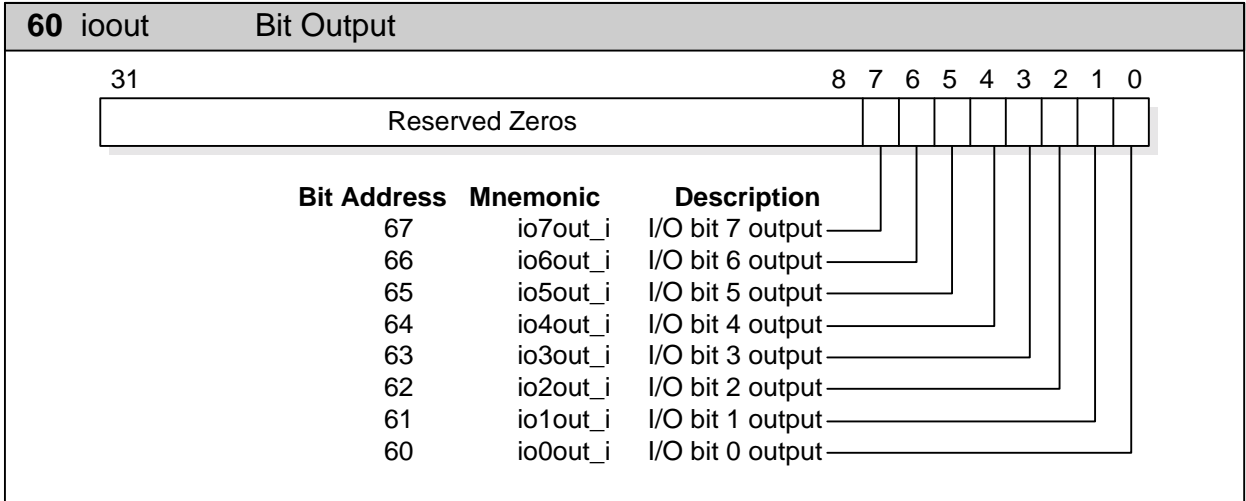 60 ioout Bit Output
31 8 7 6 5 4 3 2 1 0
Reserved Zeros
Bit Address Mnemonic Description
67 io7out_i I/O bit 7 output
66 io6out_i I/O bit 6 output
65 io5out_i I/O bit 5 output
64 io4out_i I/O bit 4 output
63 io3out_i I/O bit 3 output
62 io2out_i I/O bit 2 output
61 io1out_i I/O bit 1 output
60 io0out_i I/O bit 0 output